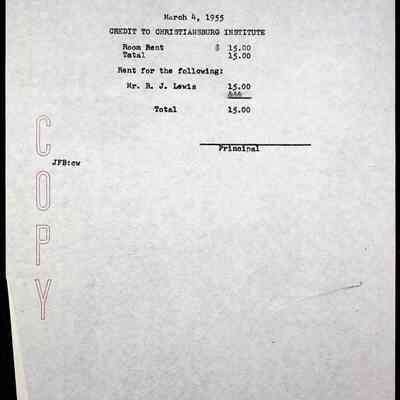 March 4, 1955
CREDIT TO CHRISTIANSBURG INSTITUTE
Room Rent $ 15.00
Total 15.00
Rent for the following:
Mr. R. J. Lewis 15.00
Total 15.00
Principal
JFB:cw
COPY